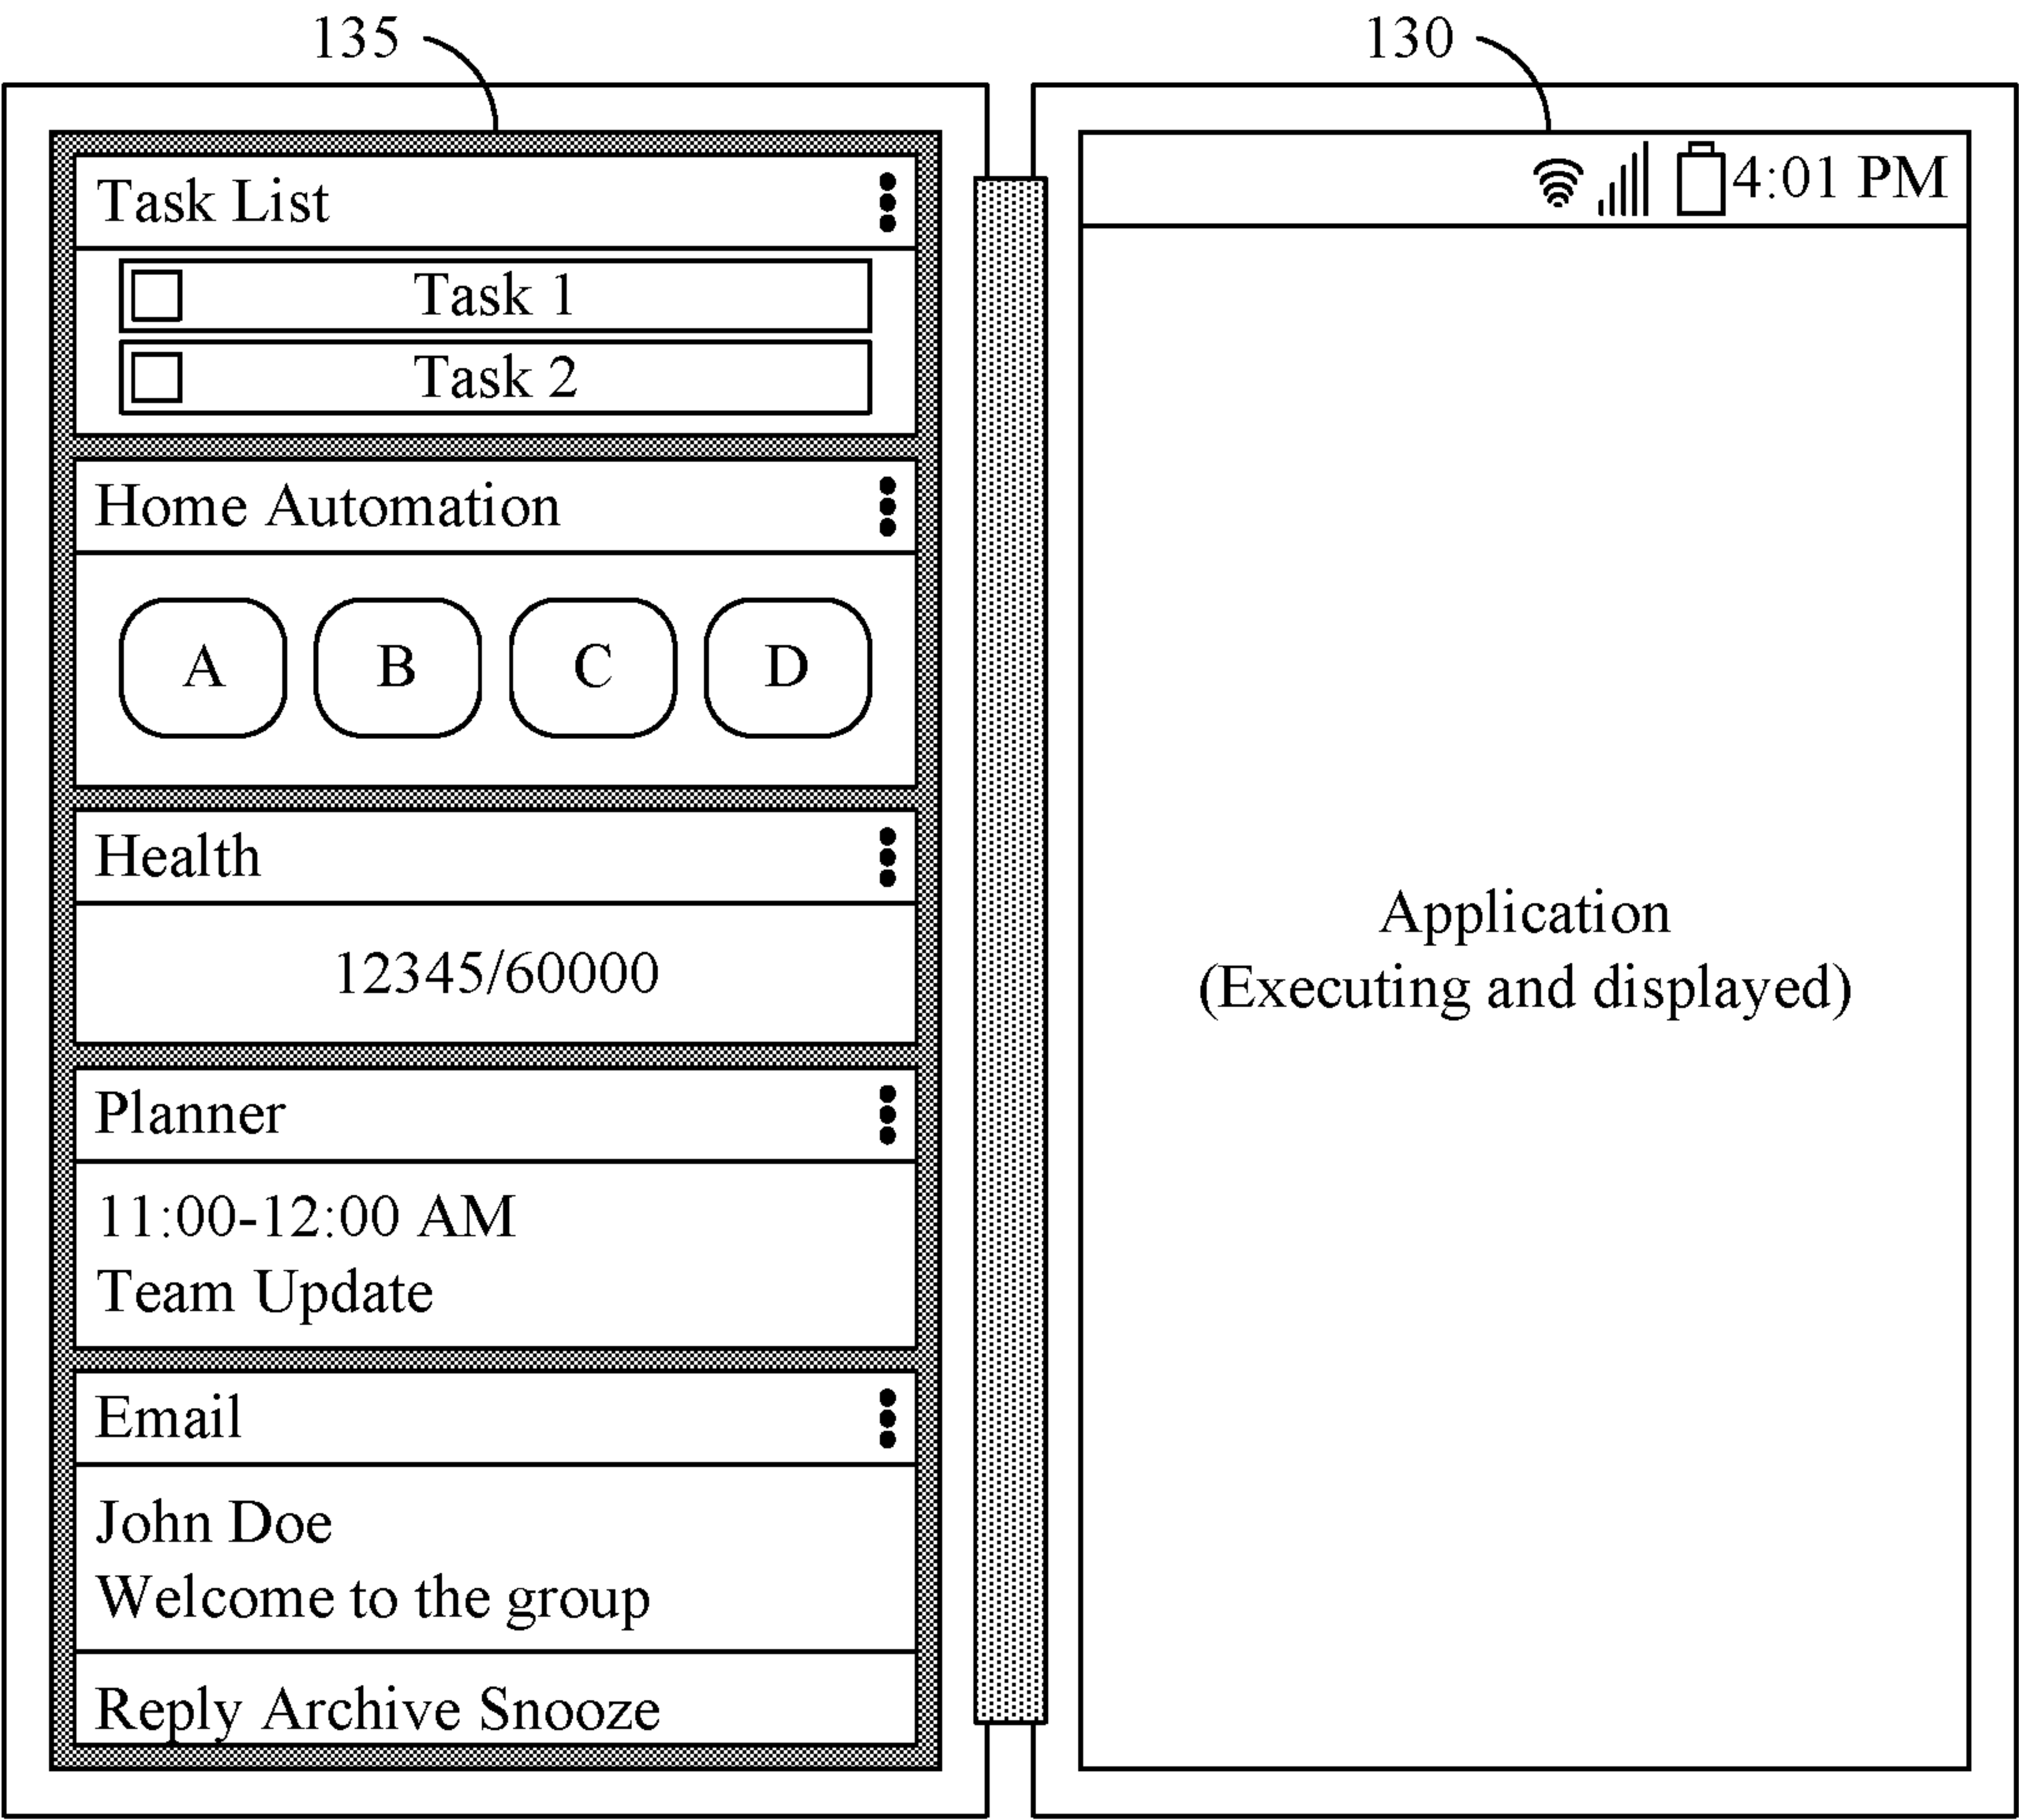 135
130
Task List
Task 1
Task 2
Home Automation
A B C D
Health
12345/60000
Planner
11:00-12:00 AM
Team Update
Email
John Doe
Welcome to the group
Reply Archive Snooze
4:01 PM
Application
(Executing and displayed)